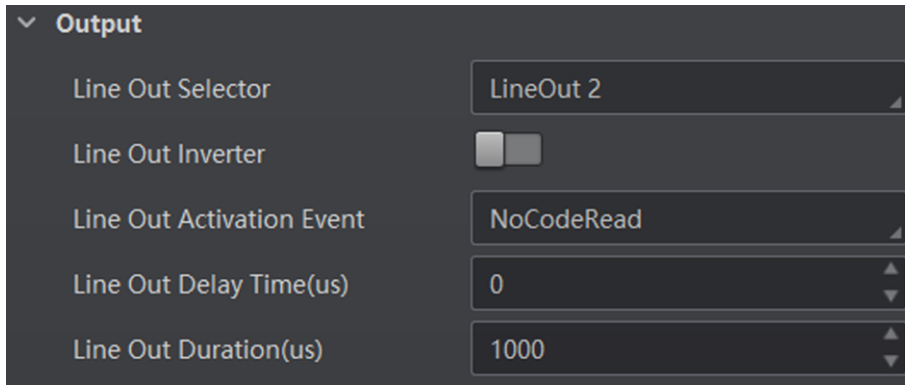 Output
Line Out Selector LineOut 2
Line Out Inverter
Line Out Activation Event NoCodeRead
Line Out Delay Time(us) 0
Line Out Duration(us) 1000